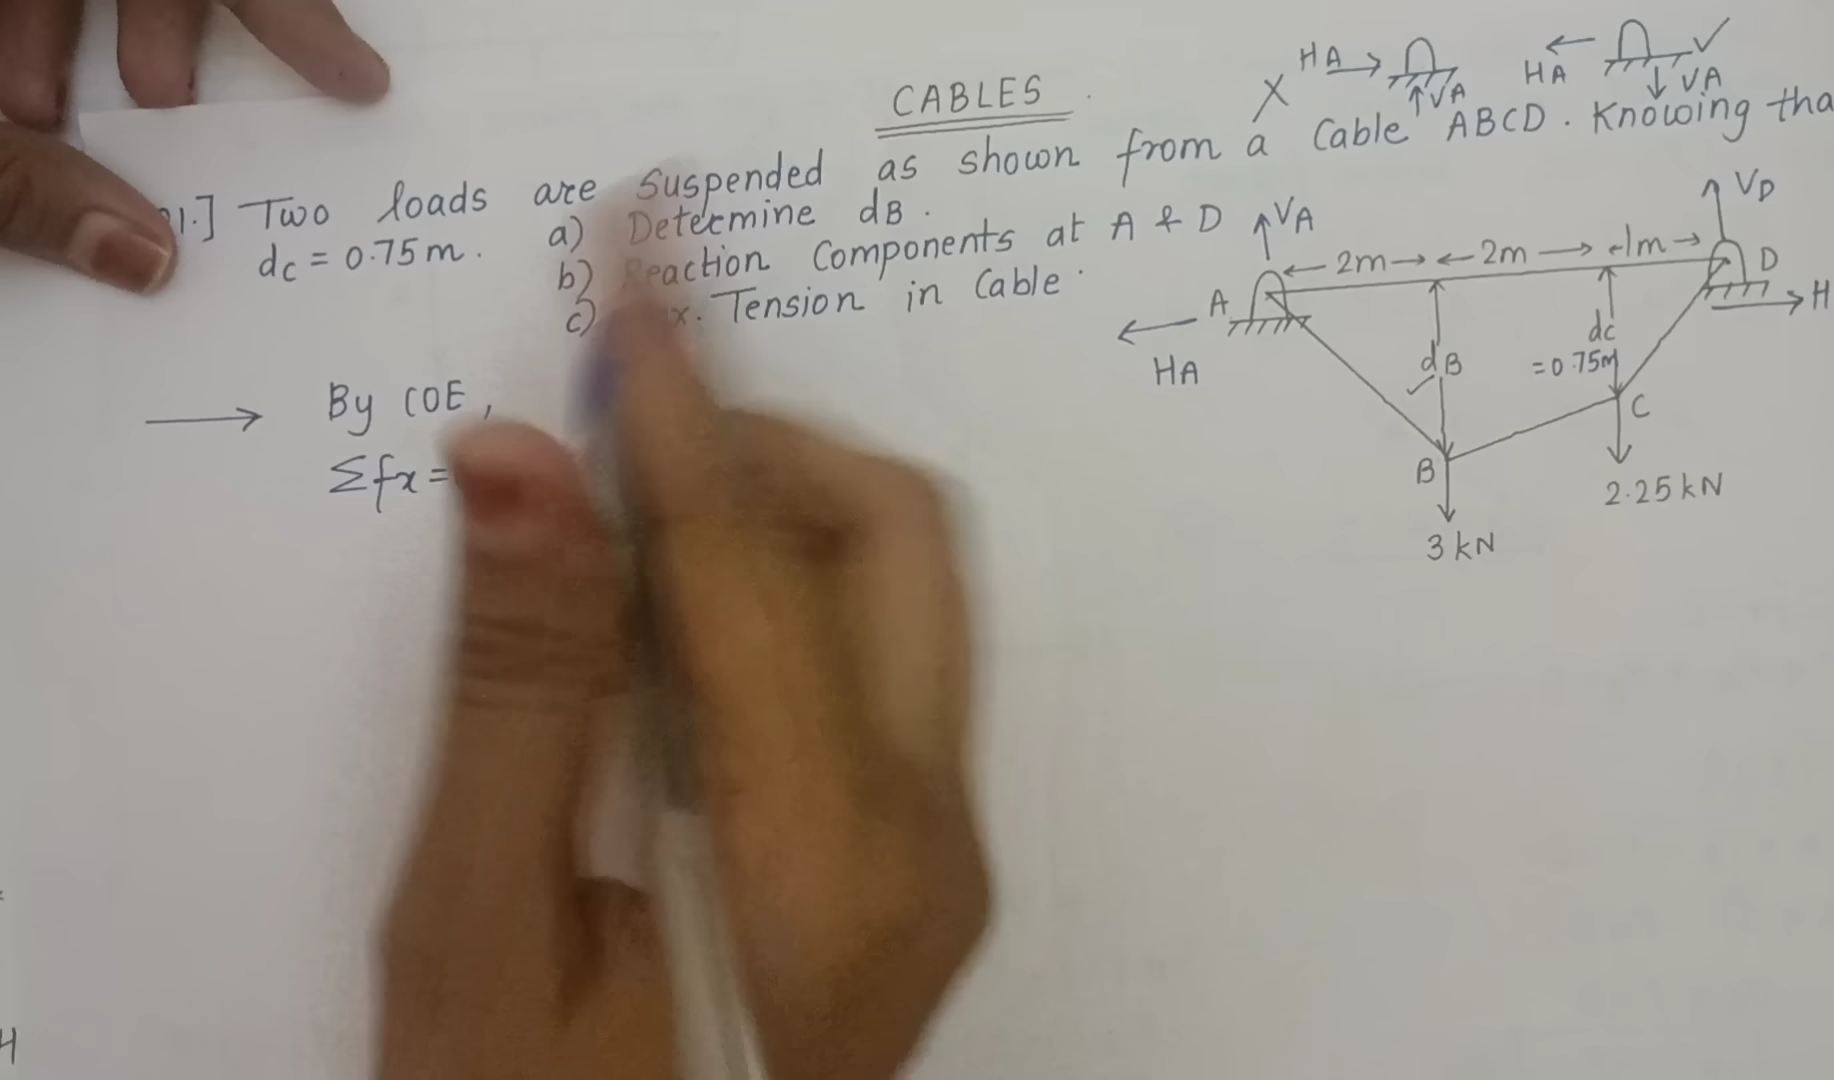 CABLES
X HA VA HA VA ✓
1.] Two loads are suspended as shown from a Cable ABCD. Knowing tha
dc = 0.75 m.
a) Determine dB.
b) Reaction Components at A & D
c) x. Tension in Cable.
By COE,
Σfx =
VA VD
2m 2m 1m
A D
HA H
dB ✓
dc
= 0.75m
C
B
2.25 kN
3 kN
H